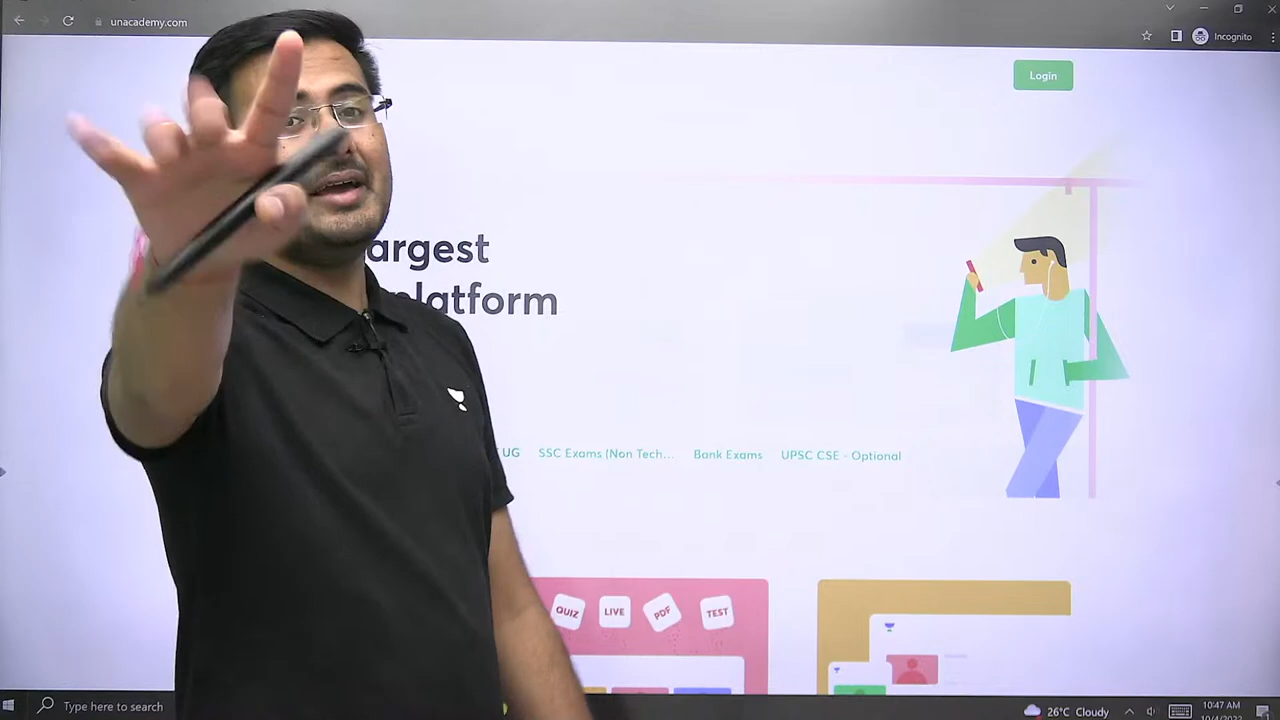 unacademy.com
Incognito
Login
argest
platform
UG
SSC Exams (Non Tech...
Bank Exams
UPSC CSE - Optional
QUIZ
LIVE
PDF
TEST
Type here to search
26°C Cloudy
10:47 AM